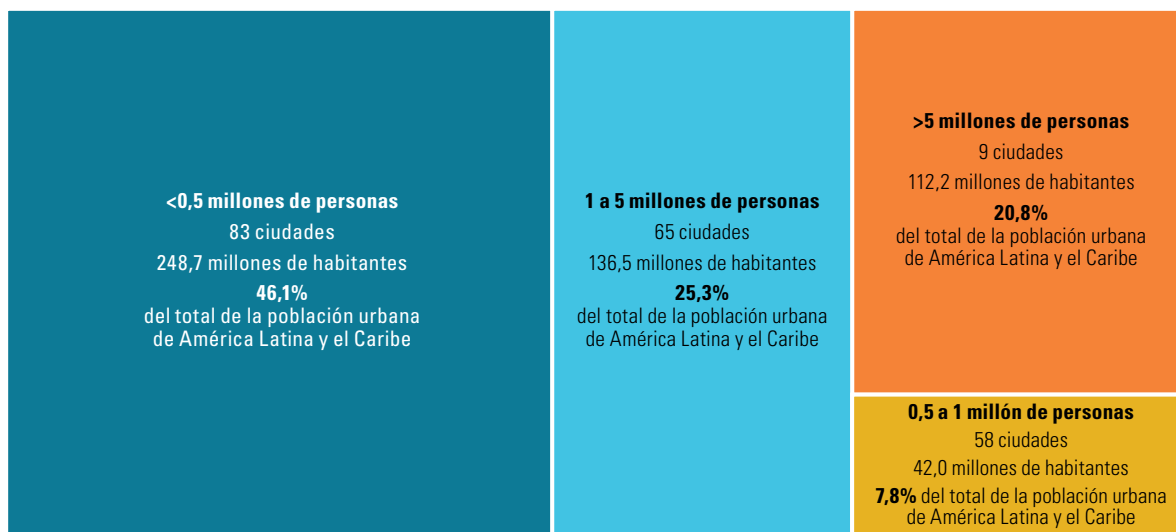 <0,5 millones de personas
83 ciudades
248,7 millones de habitantes
46,1%
del total de la población urbana
de América Latina y el Caribe
1 a 5 millones de personas
65 ciudades
136,5 millones de habitantes
25,3%
del total de la población urbana
de América Latina y el Caribe
>5 millones de personas
9 ciudades
112,2 millones de habitantes
20,8%
del total de la población urbana
de América Latina y el Caribe
0,5 a 1 millón de personas
58 ciudades
42,0 millones de habitantes
7,8% del total de la población urbana
de América Latina y el Caribe